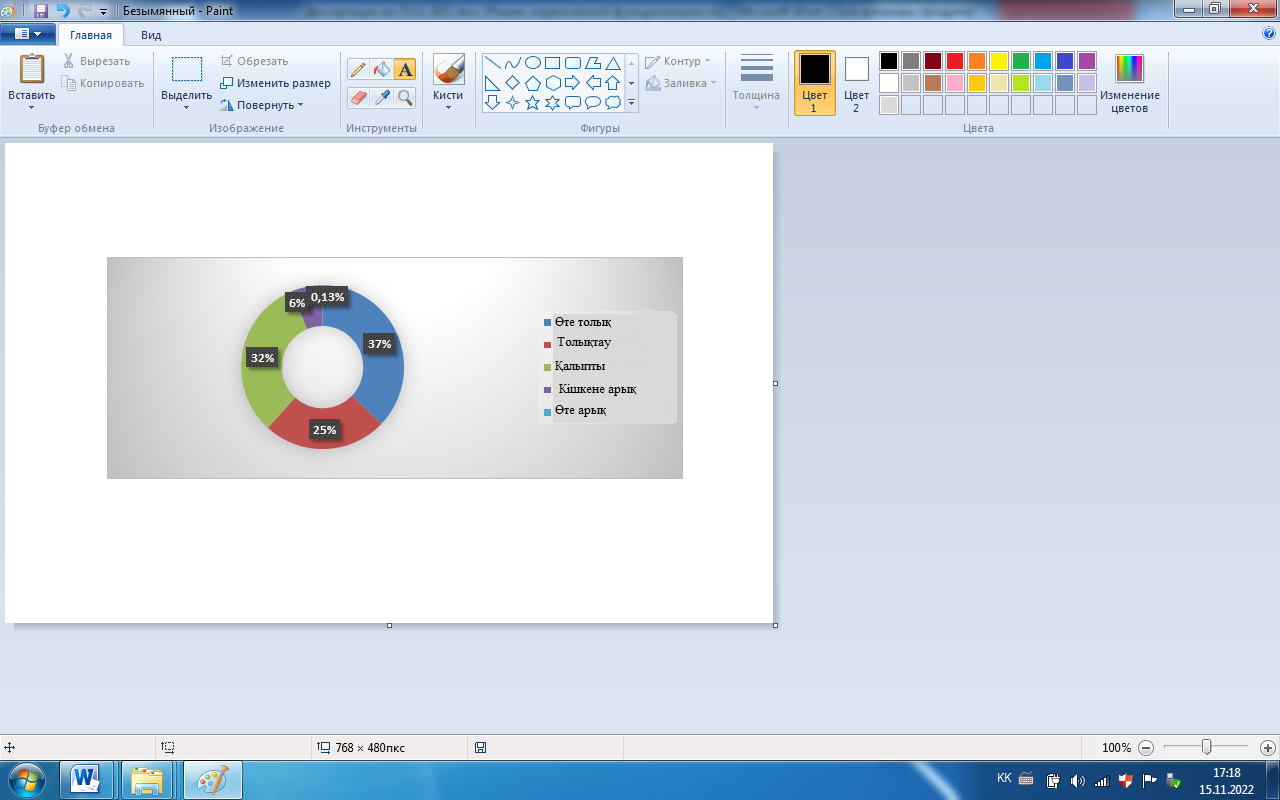 Безымянный - Paint
Главная
Вид
Вставить
Вырезать
Копировать
Буфер обмена
Выделить
Обрезать
Изменить размер
Повернуть
Изображение
A
Инструменты
Кисти
Фигуры
Контур
Заливка
Толщина
Цвет
1
Цвет
2
Изменение
цветов
Цвета
6%
0,13%
37%
32%
25%
Өте толық
Толықтау
Қалыпты
Кішкене арық
Өте арық
768 × 480пкс
100%
W
KK
17:18
15.11.2022